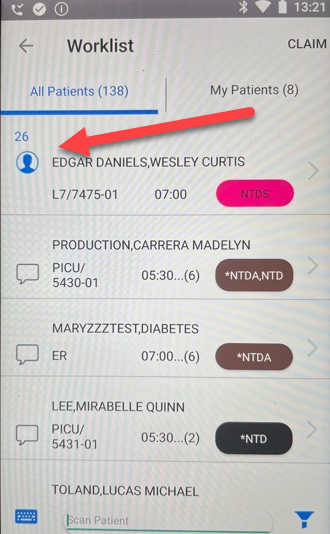 13:21
Worklist
CLAIM
All Patients (138)
My Patients (8)
26
EDGAR DANIELS,WESLEY CURTIS
L7/7475-01 07:00 NTDS
PRODUCTION,CARRERA MADELYN
PICU/
5430-01 05:30...(6) *NTDA,NTD
MARYZZZTEST,DIABETES
ER 07:00...(6) *NTDA
LEE,MIRABELLE QUINN
PICU/
5431-01 05:30...(2) *NTD
TOLAND,LUCAS MICHAEL
Scan Patient